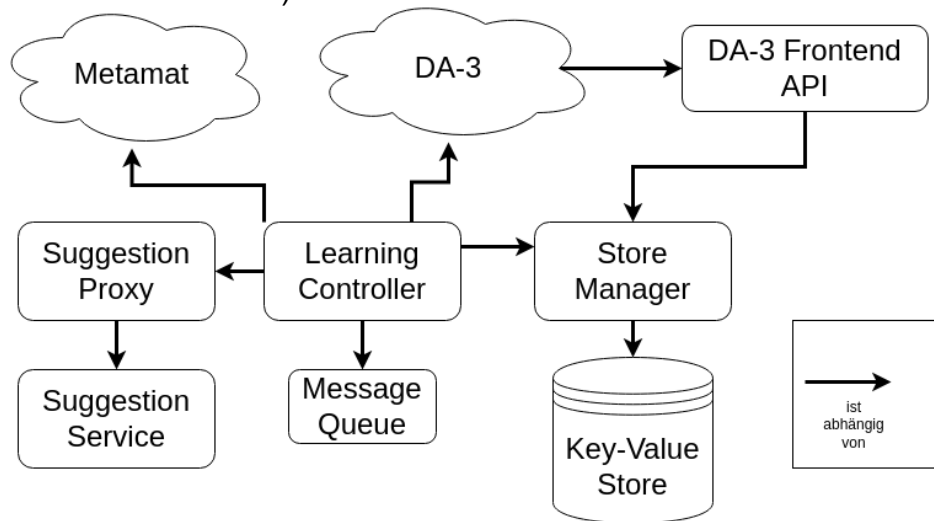 )
Metamat
DA-3
DA-3 Frontend
API
Suggestion
Proxy
Learning
Controller
Store
Manager
Suggestion
Service
Message
Queue
Key-Value
Store
ist
abhängig
von